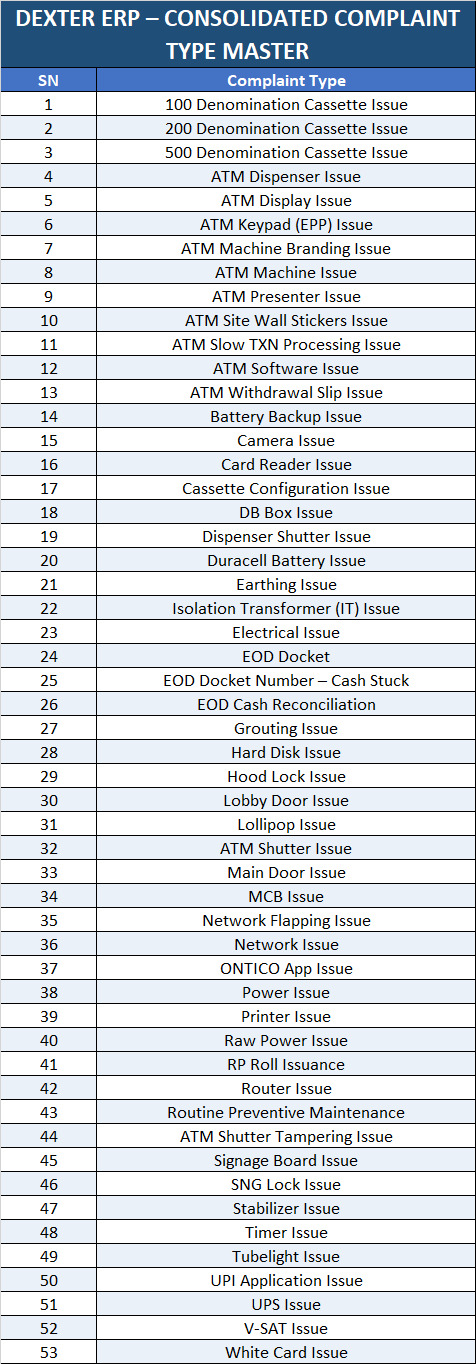 DEXTER ERP – CONSOLIDATED COMPLAINT
TYPE MASTER
SN Complaint Type
1 100 Denomination Cassette Issue
2 200 Denomination Cassette Issue
3 500 Denomination Cassette Issue
4 ATM Dispenser Issue
5 ATM Display Issue
6 ATM Keypad (EPP) Issue
7 ATM Machine Branding Issue
8 ATM Machine Issue
9 ATM Presenter Issue
10 ATM Site Wall Stickers Issue
11 ATM Slow TXN Processing Issue
12 ATM Software Issue
13 ATM Withdrawal Slip Issue
14 Battery Backup Issue
15 Camera Issue
16 Card Reader Issue
17 Cassette Configuration Issue
18 DB Box Issue
19 Dispenser Shutter Issue
20 Duracell Battery Issue
21 Earthing Issue
22 Isolation Transformer (IT) Issue
23 Electrical Issue
24 EOD Docket
25 EOD Docket Number – Cash Stuck
26 EOD Cash Reconciliation
27 Grouting Issue
28 Hard Disk Issue
29 Hood Lock Issue
30 Lobby Door Issue
31 Lollipop Issue
32 ATM Shutter Issue
33 Main Door Issue
34 MCB Issue
35 Network Flapping Issue
36 Network Issue
37 ONTICO App Issue
38 Power Issue
39 Printer Issue
40 Raw Power Issue
41 RP Roll Issuance
42 Router Issue
43 Routine Preventive Maintenance
44 ATM Shutter Tampering Issue
45 Signage Board Issue
46 SNG Lock Issue
47 Stabilizer Issue
48 Timer Issue
49 Tubelight Issue
50 UPI Application Issue
51 UPS Issue
52 V-SAT Issue
53 White Card Issue